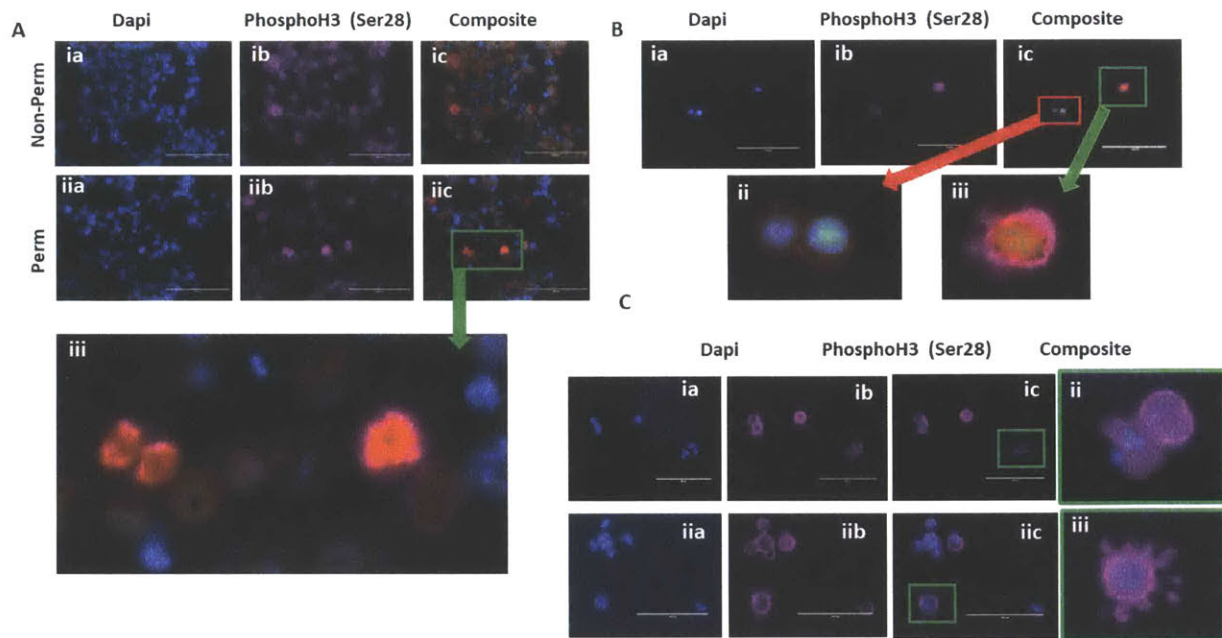 A
Dapi PhosphoH3 (Ser28) Composite
Non-Perm
ia ib ic
Perm
iia iib iic
iii
B
Dapi PhosphoH3 (Ser28) Composite
ia ib ic
ii iii
C
Dapi PhosphoH3 (Ser28) Composite
ia ib ic ii
iia iib iic iii